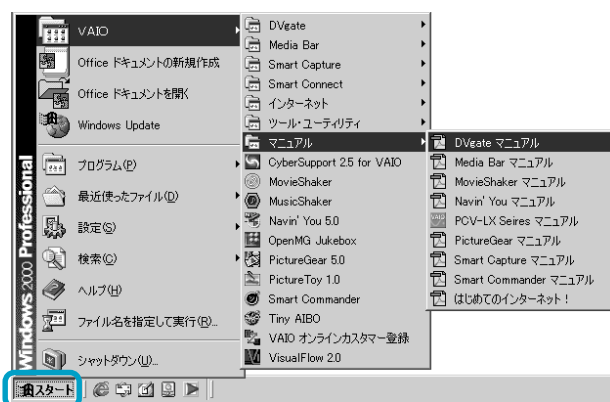 VAIO
Office ドキュメントの新規作成
Office ドキュメントを開く
Windows Update
プログラム(P)
最近使ったファイル(D)
設定(S)
検索(C)
ヘルプ(H)
ファイル名を指定して実行(R)...
シャットダウン(U)...
Windows 2000 Professional
スタート
DVgate
Media Bar
Smart Capture
Smart Connect
インターネット
ツール・ユーティリティ
マニュアル
CyberSupport 2.5 for VAIO
MovieShaker
MusicShaker
Navin' You 5.0
OpenMG Jukebox
PictureGear 5.0
PictureToy 1.0
Smart Commander
Tiny AIBO
VAIO オンラインカスタマー登録
VisualFlow 2.0
DVgate マニュアル
Media Bar マニュアル
MovieShaker マニュアル
Navin' You マニュアル
PCV-LX Seires マニュアル
PictureGear マニュアル
Smart Capture マニュアル
Smart Commander マニュアル
はじめてのインターネット!